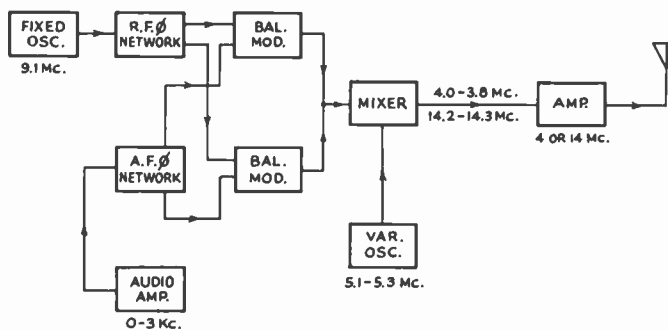 FIXED
OSC.
9.1 MC.
R.F.Ø
NETWORK
BAL.
MOD.
A.F.Ø
NETWORK
BAL.
MOD.
AUDIO
AMP.
0-3 KC.
MIXER
VAR.
OSC.
5.1-5.3 MC.
4.0-3.8 MC.
14.2-14.3 MC.
AMP.
4 OR 14 MC.